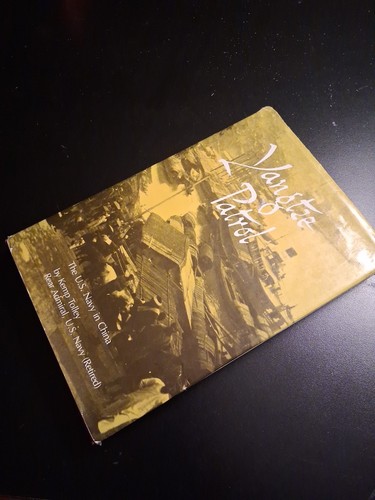 Yangtze
Patrol
The U.S. Navy in China
by Kemp Tolley
Rear Admiral, U.S. Navy (Retired)